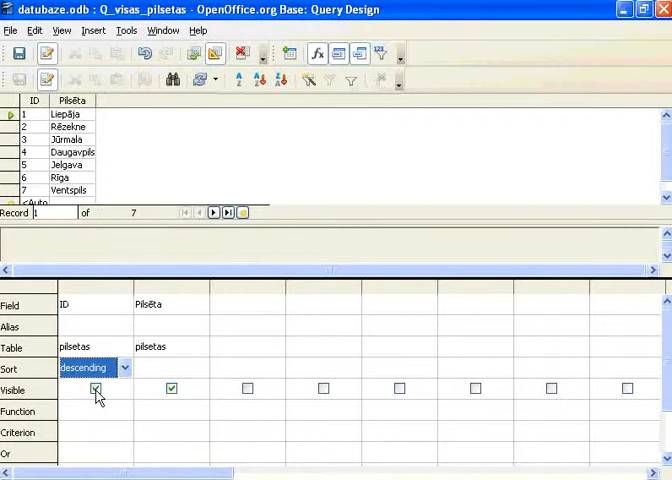 datubaze.odb : Q_visas_pilsetas - OpenOffice.org Base: Query Design
File Edit View Insert Tools Window Help
ID Pilsēta
1 Liepāja
2 Rēzekne
3 Jūrmala
4 Daugavpils
5 Jelgava
6 Rīga
7 Ventspils
<Auto
Record 1 of 7
Field ID Pilsēta
Alias
Table pilsetas pilsetas
Sort descending
Visible
Function
Criterion
Or